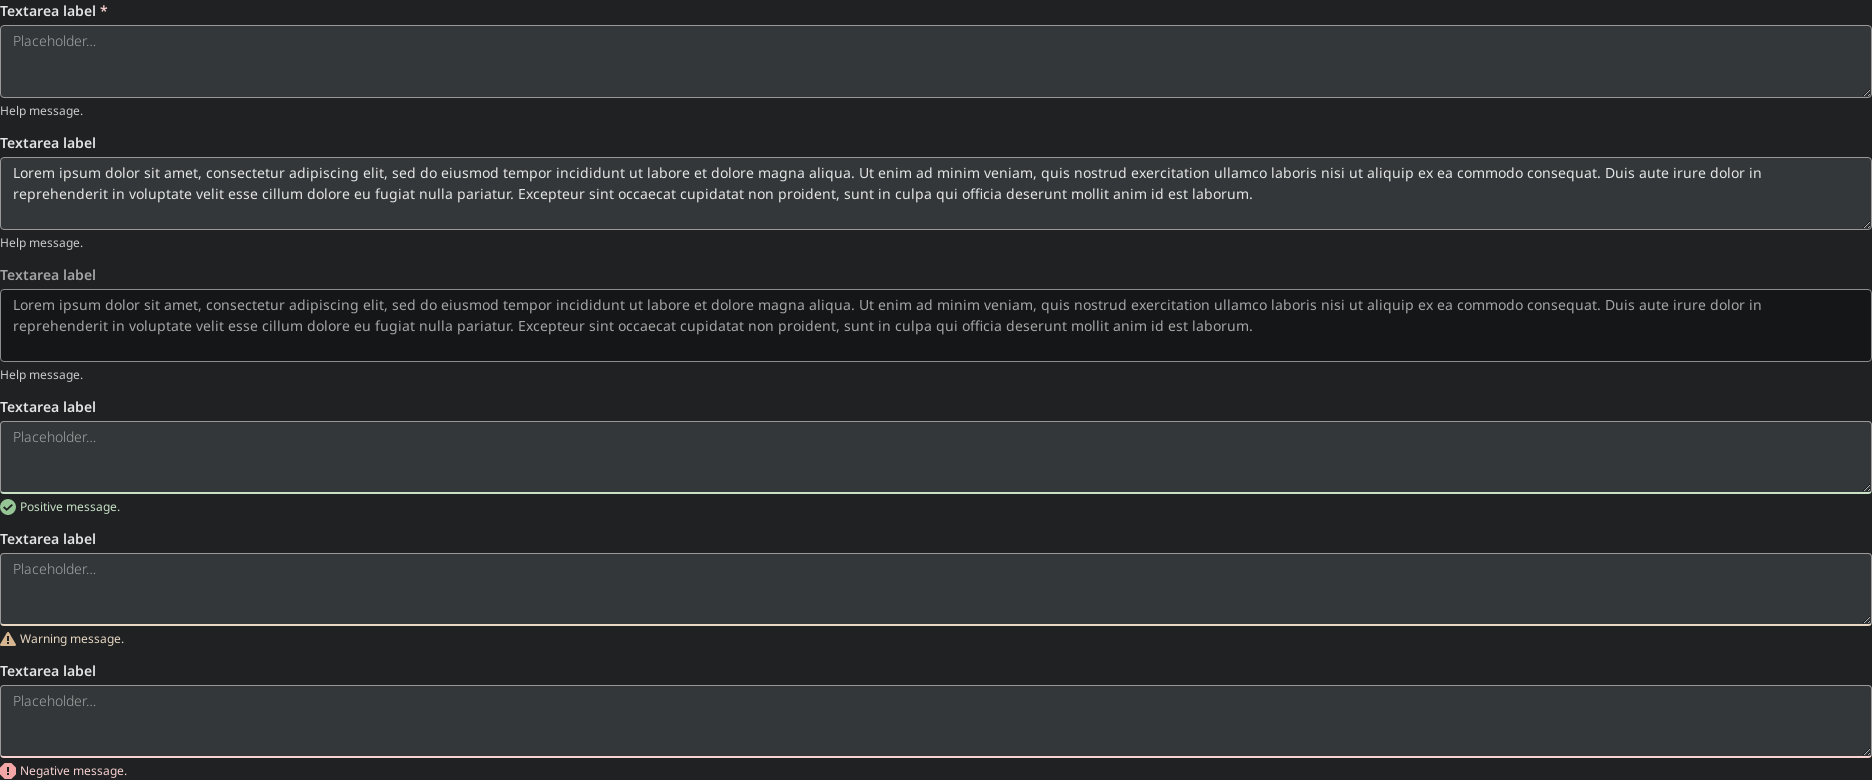 Textarea label *
Placeholder...
Help message.
Textarea label
Lorem ipsum dolor sit amet, consectetur adipiscing elit, sed do eiusmod tempor incididunt ut labore et dolore magna aliqua. Ut enim ad minim veniam, quis nostrud exercitation ullamco laboris nisi ut aliquip ex ea commodo consequat. Duis aute irure dolor in
reprehenderit in voluptate velit esse cillum dolore eu fugiat nulla pariatur. Excepteur sint occaecat cupidatat non proident, sunt in culpa qui officia deserunt mollit anim id est laborum.
Help message.
Textarea label
Lorem ipsum dolor sit amet, consectetur adipiscing elit, sed do eiusmod tempor incididunt ut labore et dolore magna aliqua. Ut enim ad minim veniam, quis nostrud exercitation ullamco laboris nisi ut aliquip ex ea commodo consequat. Duis aute irure dolor in
reprehenderit in voluptate velit esse cillum dolore eu fugiat nulla pariatur. Excepteur sint occaecat cupidatat non proident, sunt in culpa qui officia deserunt mollit anim id est laborum.
Help message.
Textarea label
Placeholder...
Positive message.
Textarea label
Placeholder...
Warning message.
Textarea label
Placeholder...
Negative message.